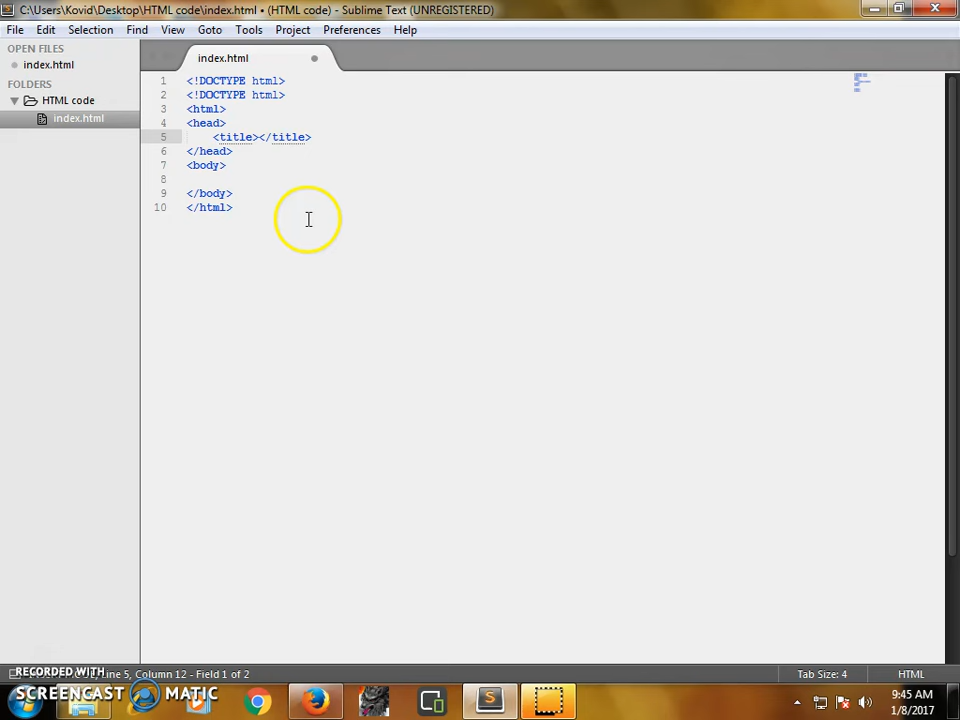 C:\Users\Kovid\Desktop\HTML code\index.html • (HTML code) - Sublime Text (UNREGISTERED)
File Edit Selection Find View Goto Tools Project Preferences Help
OPEN FILES
index.html
FOLDERS
HTML code
index.html
index.html
1 <!DOCTYPE html>
2 <!DOCTYPE html>
3 <html>
4 <head>
5 <title></title>
6 </head>
7 <body>
8
9 </body>
10 </html>
Line 5, Column 12 - Field 1 of 2
Tab Size: 4
HTML
RECORDED WITH
SCREENCAST MATIC
9:45 AM
1/8/2017